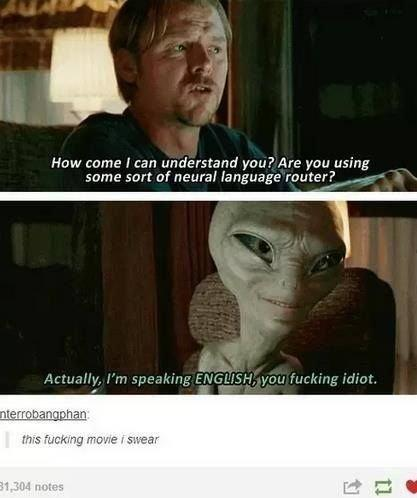 How come I can understand you? Are you using
some sort of neural language router?
Actually, I'm speaking ENGLISH, you fucking idiot.
nterrobangphan:
this fucking movie i swear
31,304 notes